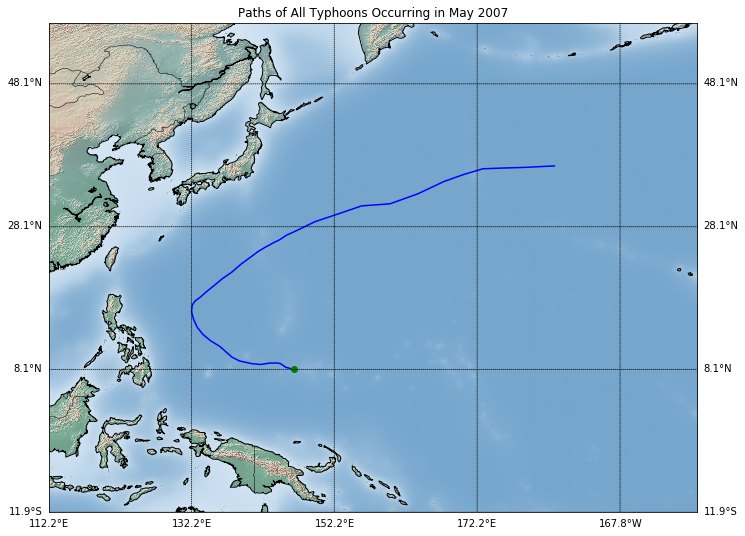 Paths of All Typhoons Occurring in May 2007
48.1°N 48.1°N
28.1°N 28.1°N
8.1°N 8.1°N
11.9°S 11.9°S
112.2°E 132.2°E 152.2°E 172.2°E 167.8°W